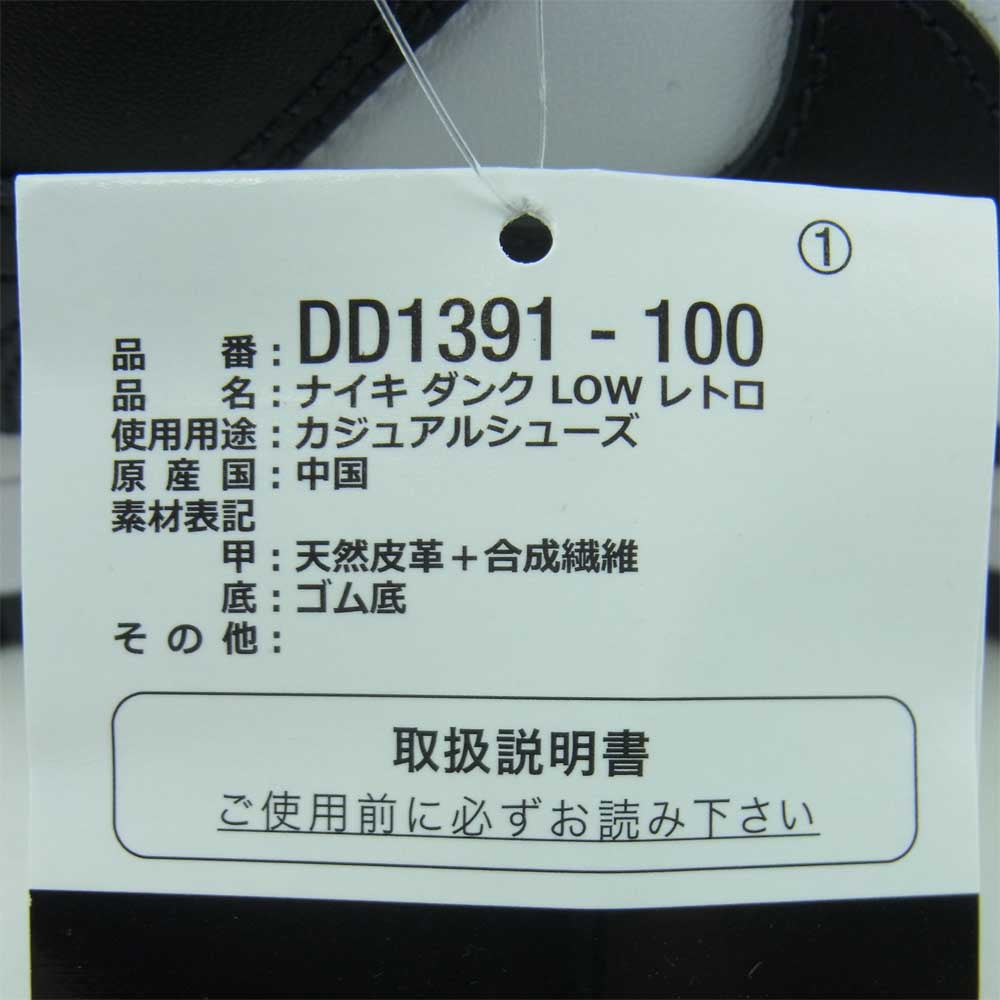 ①
品 番：DD1391 - 100
品 名：ナイキ ダンク LOW レトロ
使用用途：カジュアルシューズ
原 産 国：中国
素材表記
甲：天然皮革＋合成繊維
底：ゴム底
そ の 他：
取扱説明書
ご使用前に必ずお読み下さい